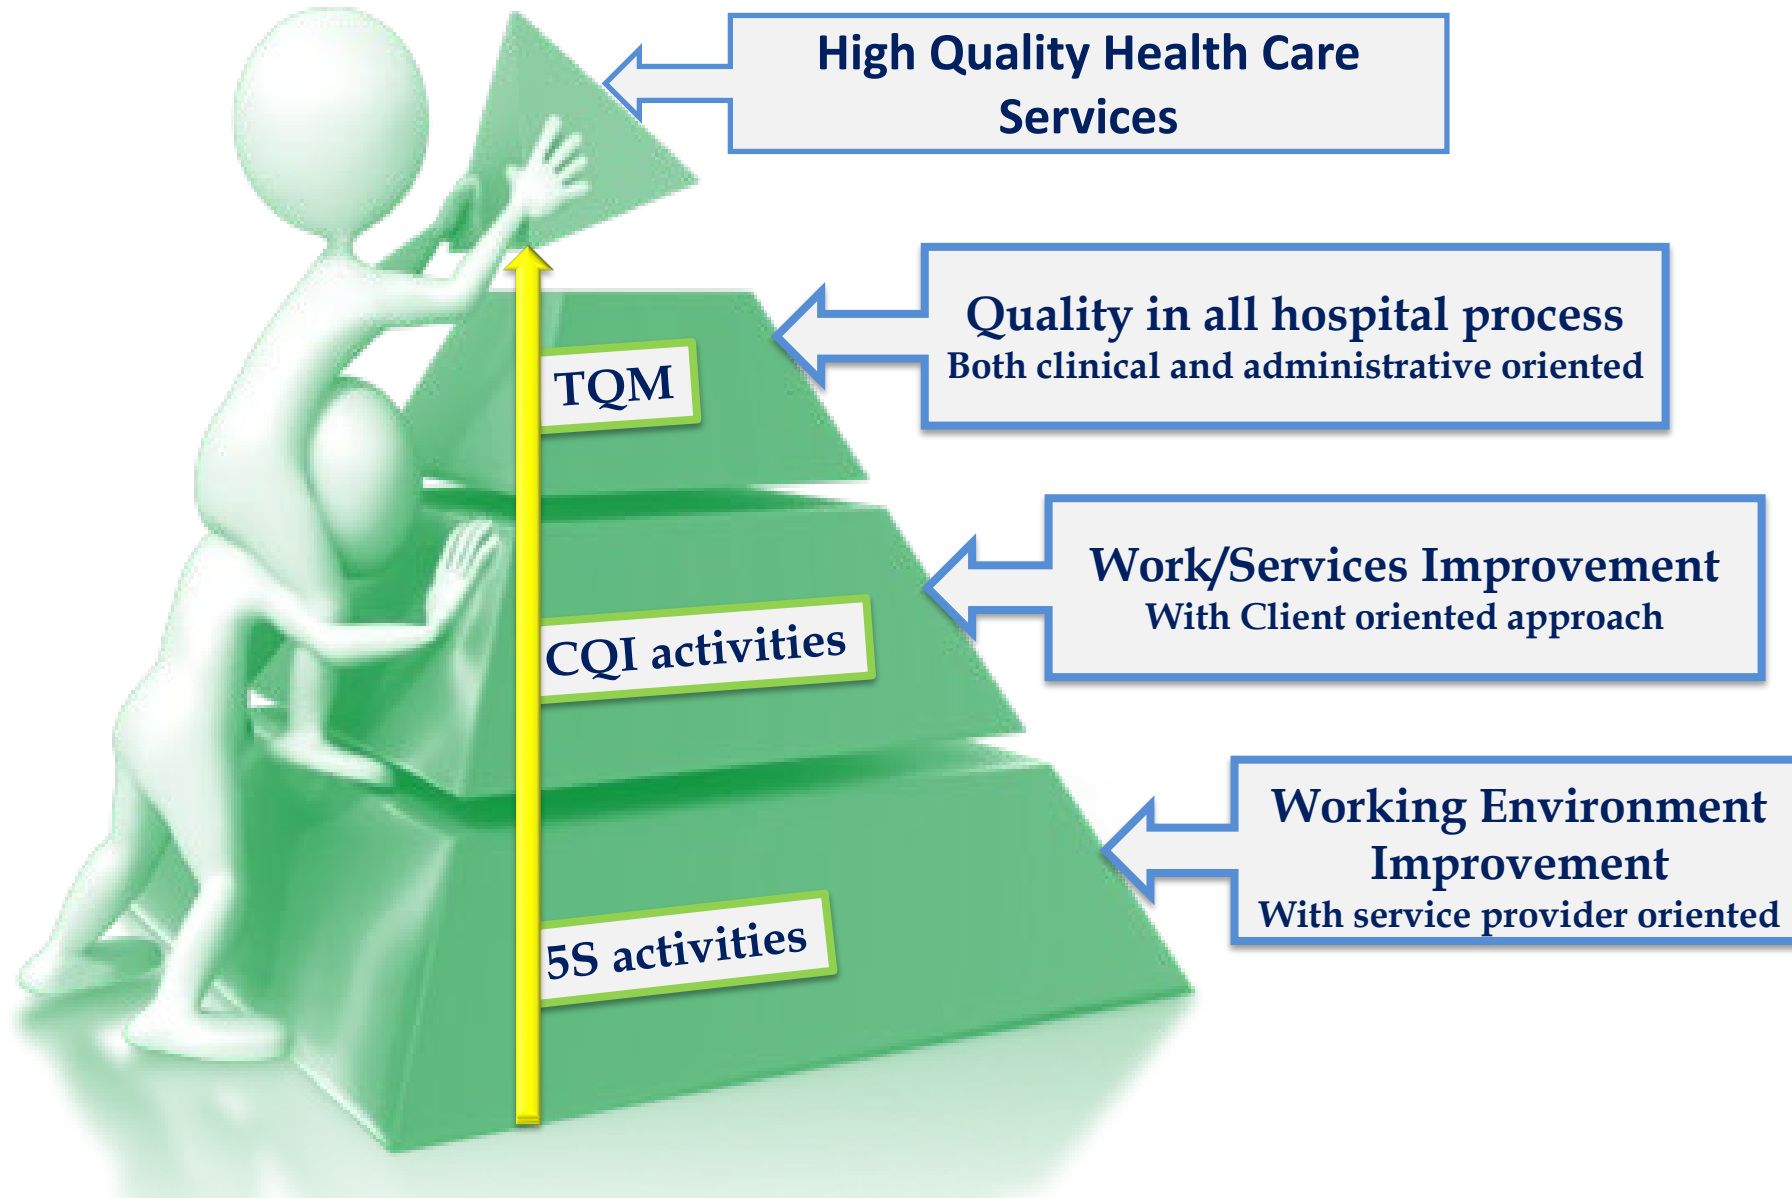 High Quality Health Care
Services
Quality in all hospital process
Both clinical and administrative oriented
TQM
Work/Services Improvement
With Client oriented approach
CQI activities
Working Environment
Improvement
With service provider oriented
5S activities